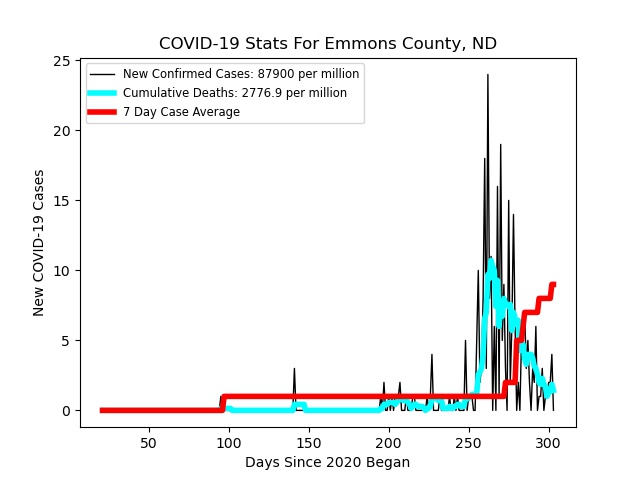 COVID-19 Stats For Emmons County, ND
New Confirmed Cases: 87900 per million
Cumulative Deaths: 2776.9 per million
7 Day Case Average
New COVID-19 Cases
25
20
15
10
5
0
50 100 150 200 250 300
Days Since 2020 Began